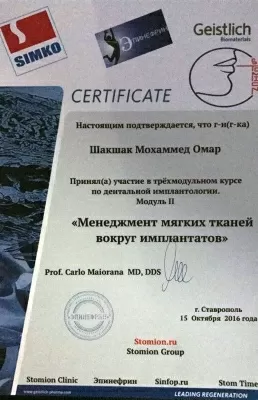 SIMKO
Эпинефрин
Geistlich
Biomaterials
CERTIFICATE
Настоящим подтверждается, что г-н(г-ка)
Шакшак Мохаммед Омар
Принял(а) участие в трёхмодульном курсе
по дентальной имплантологии.
Модуль II
«Менеджмент мягких тканей
вокруг имплантатов»
Prof. Carlo Maiorana MD, DDS
г. Ставрополь
15 Октября 2016 года
Stomion.ru
Stomion Group
Stomion Clinic Эпинефрин Sinfop.ru Stom Time
LEADING REGENERATION